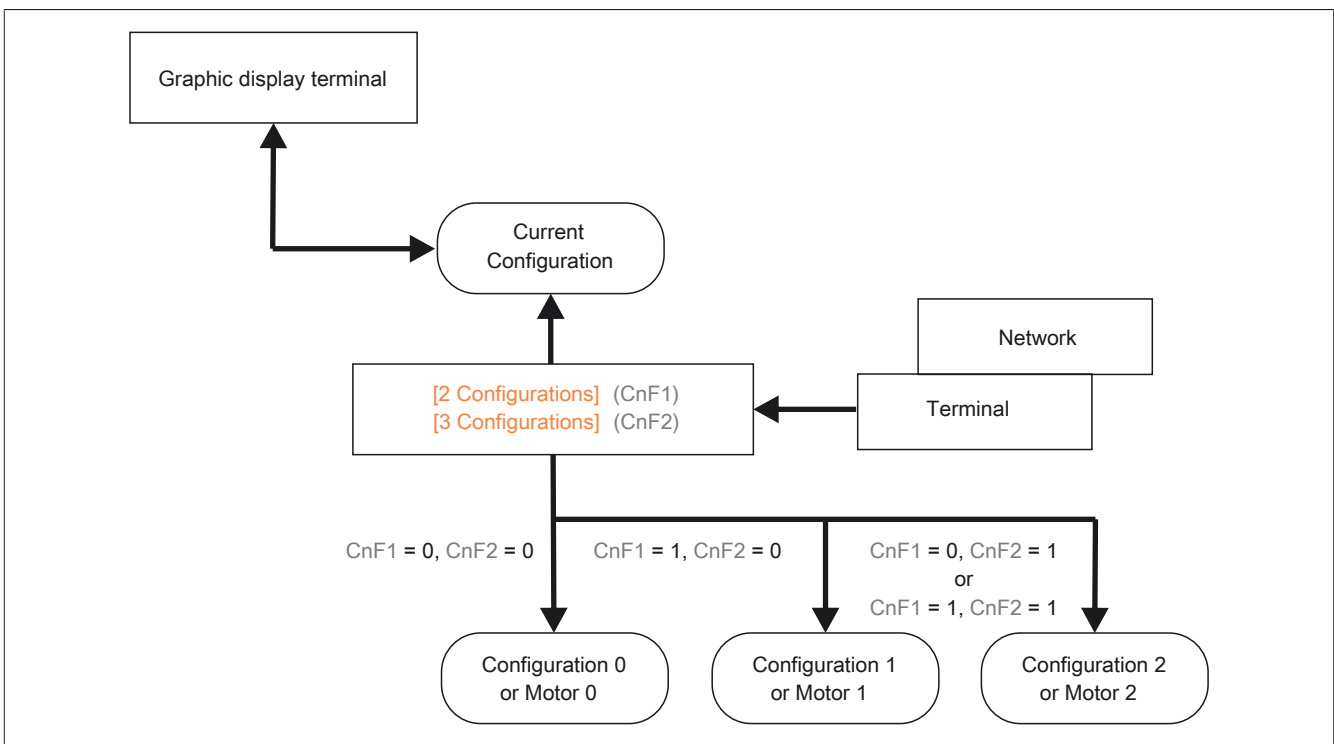 Graphic display terminal
Current
Configuration
Network
[2 Configurations] (CnF1)
[3 Configurations] (CnF2)
Terminal
CnF1 = 0, CnF2 = 0
CnF1 = 1, CnF2 = 0
CnF1 = 0, CnF2 = 1
or
CnF1 = 1, CnF2 = 1
Configuration 0
or Motor 0
Configuration 1
or Motor 1
Configuration 2
or Motor 2